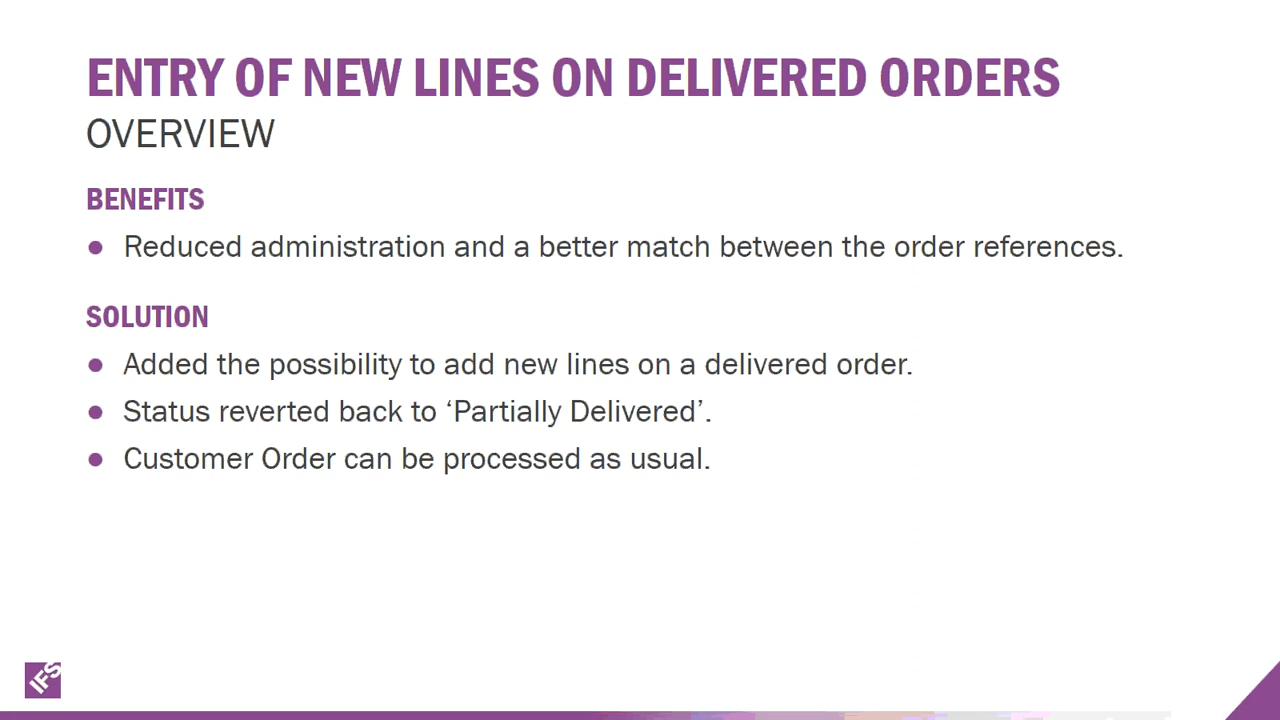 ENTRY OF NEW LINES ON DELIVERED ORDERS
OVERVIEW
BENEFITS
● Reduced administration and a better match between the order references.
SOLUTION
● Added the possibility to add new lines on a delivered order.
● Status reverted back to ‘Partially Delivered’.
● Customer Order can be processed as usual.
IFS